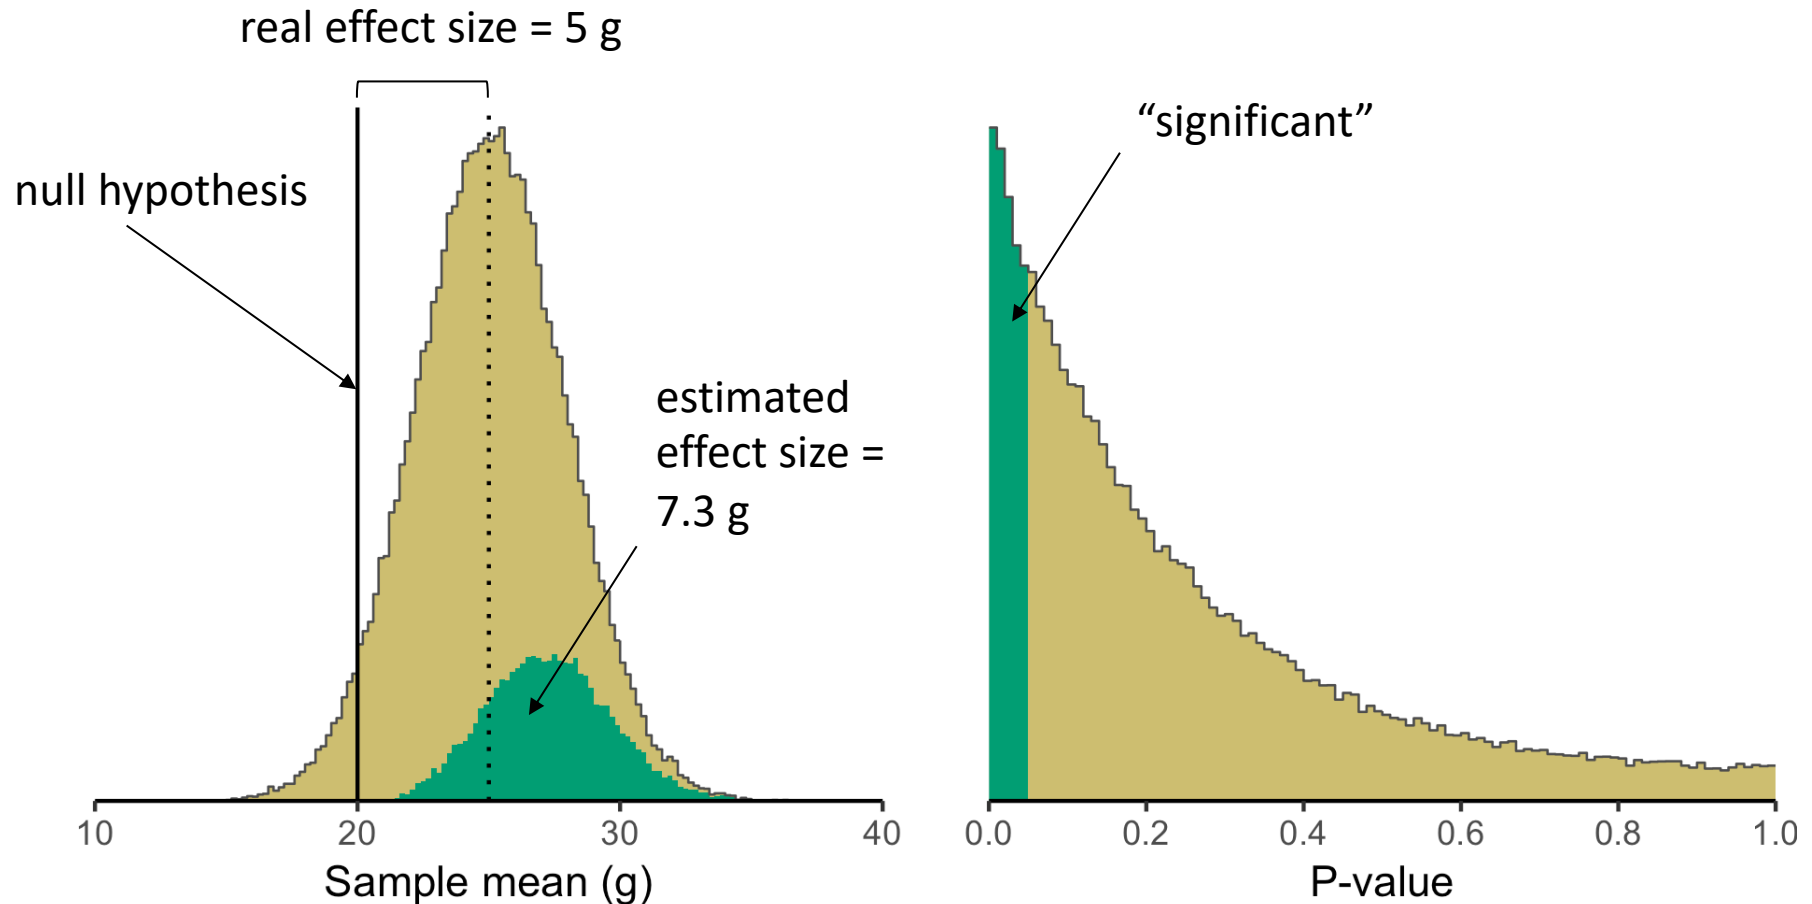 real effect size = 5 g
null hypothesis
estimated
effect size =
7.3 g
10 20 30 40
Sample mean (g)
“significant”
0.0 0.2 0.4 0.6 0.8 1.0
P-value